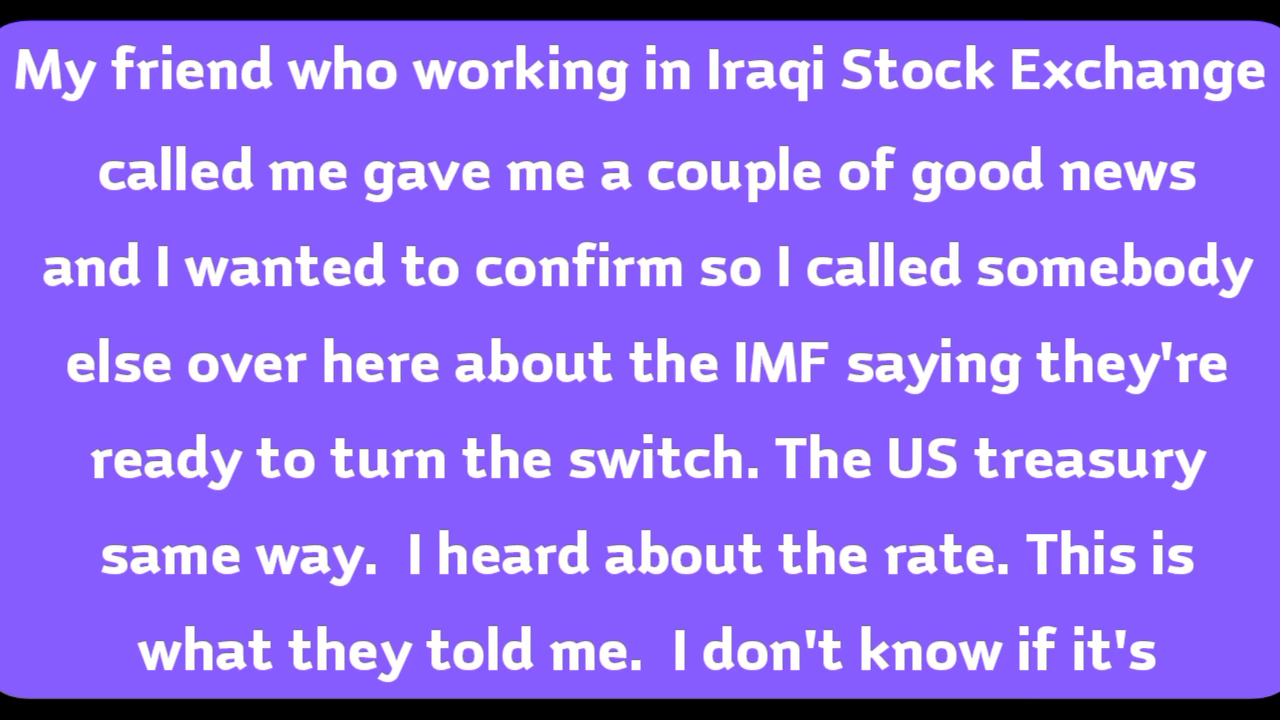 My friend who working in Iraqi Stock Exchange
called me gave me a couple of good news
and I wanted to confirm so I called somebody
else over here about the IMF saying they're
ready to turn the switch. The US treasury
same way.  I heard about the rate. This is
what they told me.  I don't know if it's